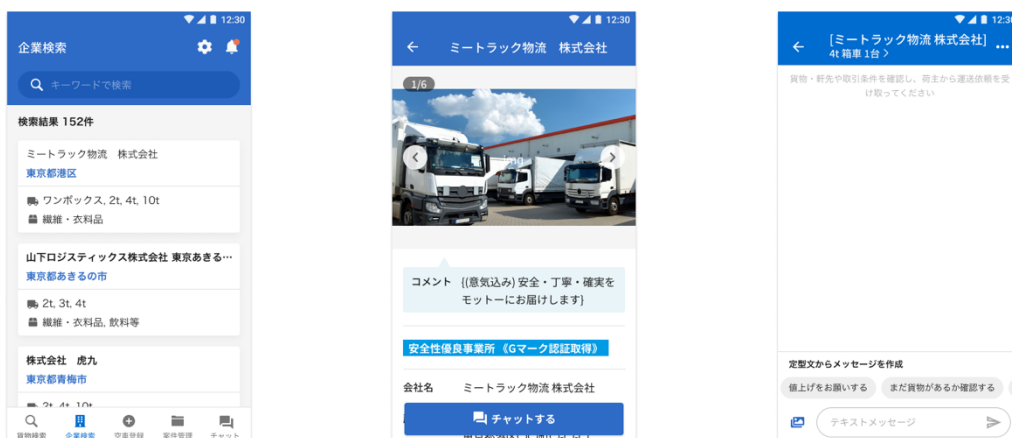 12:30
企業検索
キーワードで検索
検索結果 152件
ミートラック物流 株式会社
東京都港区
ワンボックス, 2t, 4t, 10t
繊維・衣料品
山下ロジスティックス株式会社 東京あきる…
東京都あきるの市
2t, 3t, 4t
繊維・衣料品, 飲料等
株式会社 虎九
東京都青梅市
2t, 4t, 10t
貨物検索
企業検索
空車登録
案件管理
チャット
12:30
ミートラック物流 株式会社
1/6
img
コメント
{(意気込み) 安全・丁寧・確実を
モットーにお届けします}
安全性優良事業所 《Gマーク認証取得》
会社名
ミートラック物流 株式会社
チャットする
12:30
[ミートラック物流 株式会社]
4t 箱車 1台 〉
貨物・軒先や取引条件を確認し、荷主から運送依頼を受
け取ってください
定型文からメッセージを作成
値上げをお願いする
まだ貨物があるか確認する
テキストメッセージ